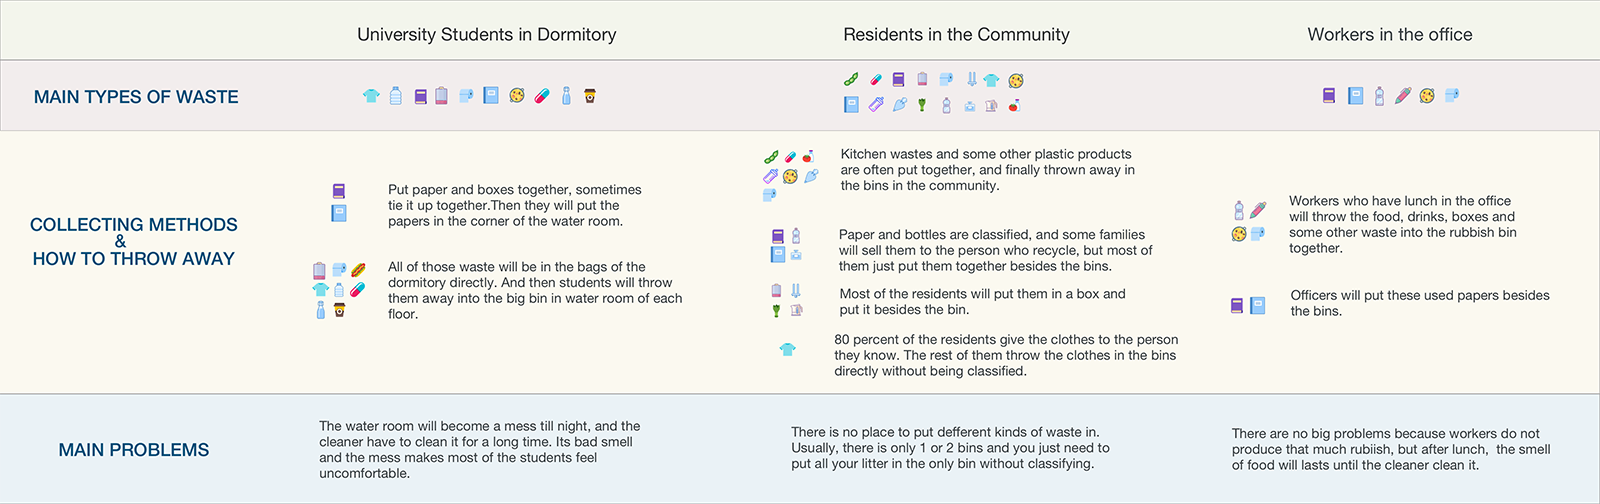 University Students in Dormitory
Residents in the Community
Workers in the office
MAIN TYPES OF WASTE
COLLECTING METHODS
&
HOW TO THROW AWAY
Put paper and boxes together, sometimes
tie it up together.Then they will put the
papers in the corner of the water room.
All of those waste will be in the bags of the
dormitory directly. And then students will throw
them away into the big bin in water room of each
floor.
Kitchen wastes and some other plastic products
are often put together, and finally thrown away in
the bins in the community.
Paper and bottles are classified, and some families
will sell them to the person who recycle, but most of
them just put them together besides the bins.
Most of the residents will put them in a box and
put it besides the bin.
80 percent of the residents give the clothes to the person
they know. The rest of them throw the clothes in the bins
directly without being classified.
Workers who have lunch in the office
will throw the food, drinks, boxes and
some other waste into the rubbish bin
together.
Officers will put these used papers besides
the bins.
MAIN PROBLEMS
The water room will become a mess till night, and the
cleaner have to clean it for a long time. Its bad smell
and the mess makes most of the students feel
uncomfortable.
There is no place to put defferent kinds of waste in.
Usually, there is only 1 or 2 bins and you just need to
put all your litter in the only bin without classifying.
There are no big problems because workers do not
produce that much rubiish, but after lunch,  the smell
of food will lasts until the cleaner clean it.